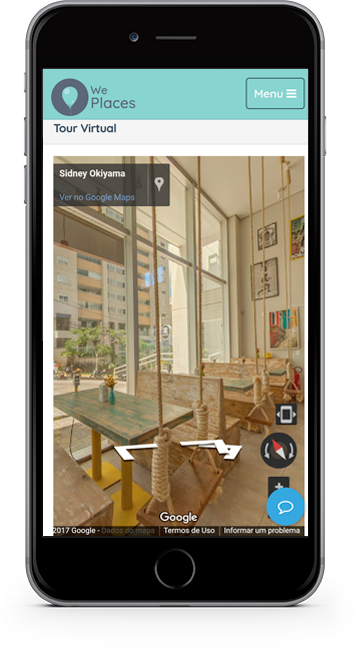 We
Places
Menu
Tour Virtual
Sidney Okiyama
Ver no Google Maps
Google
2017 Google - Dados do mapa
Termos de Uso
Informar um problema